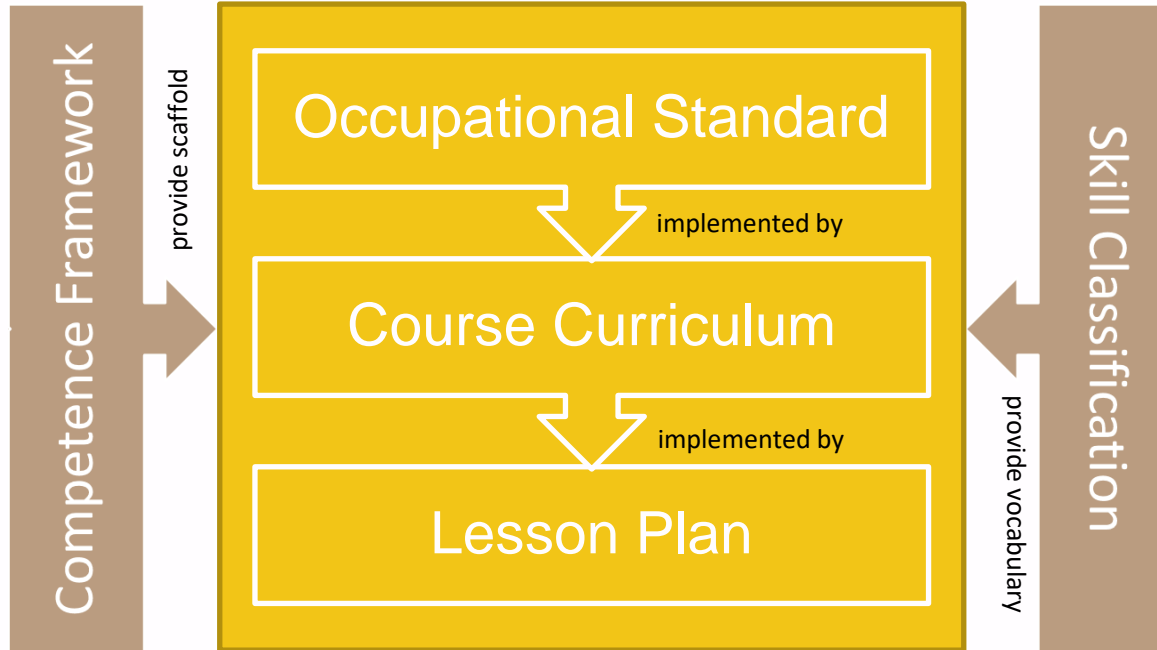 Competence Framework
provide scaffold
Occupational Standard
implemented by
Course Curriculum
implemented by
Lesson Plan
provide vocabulary
Skill Classification